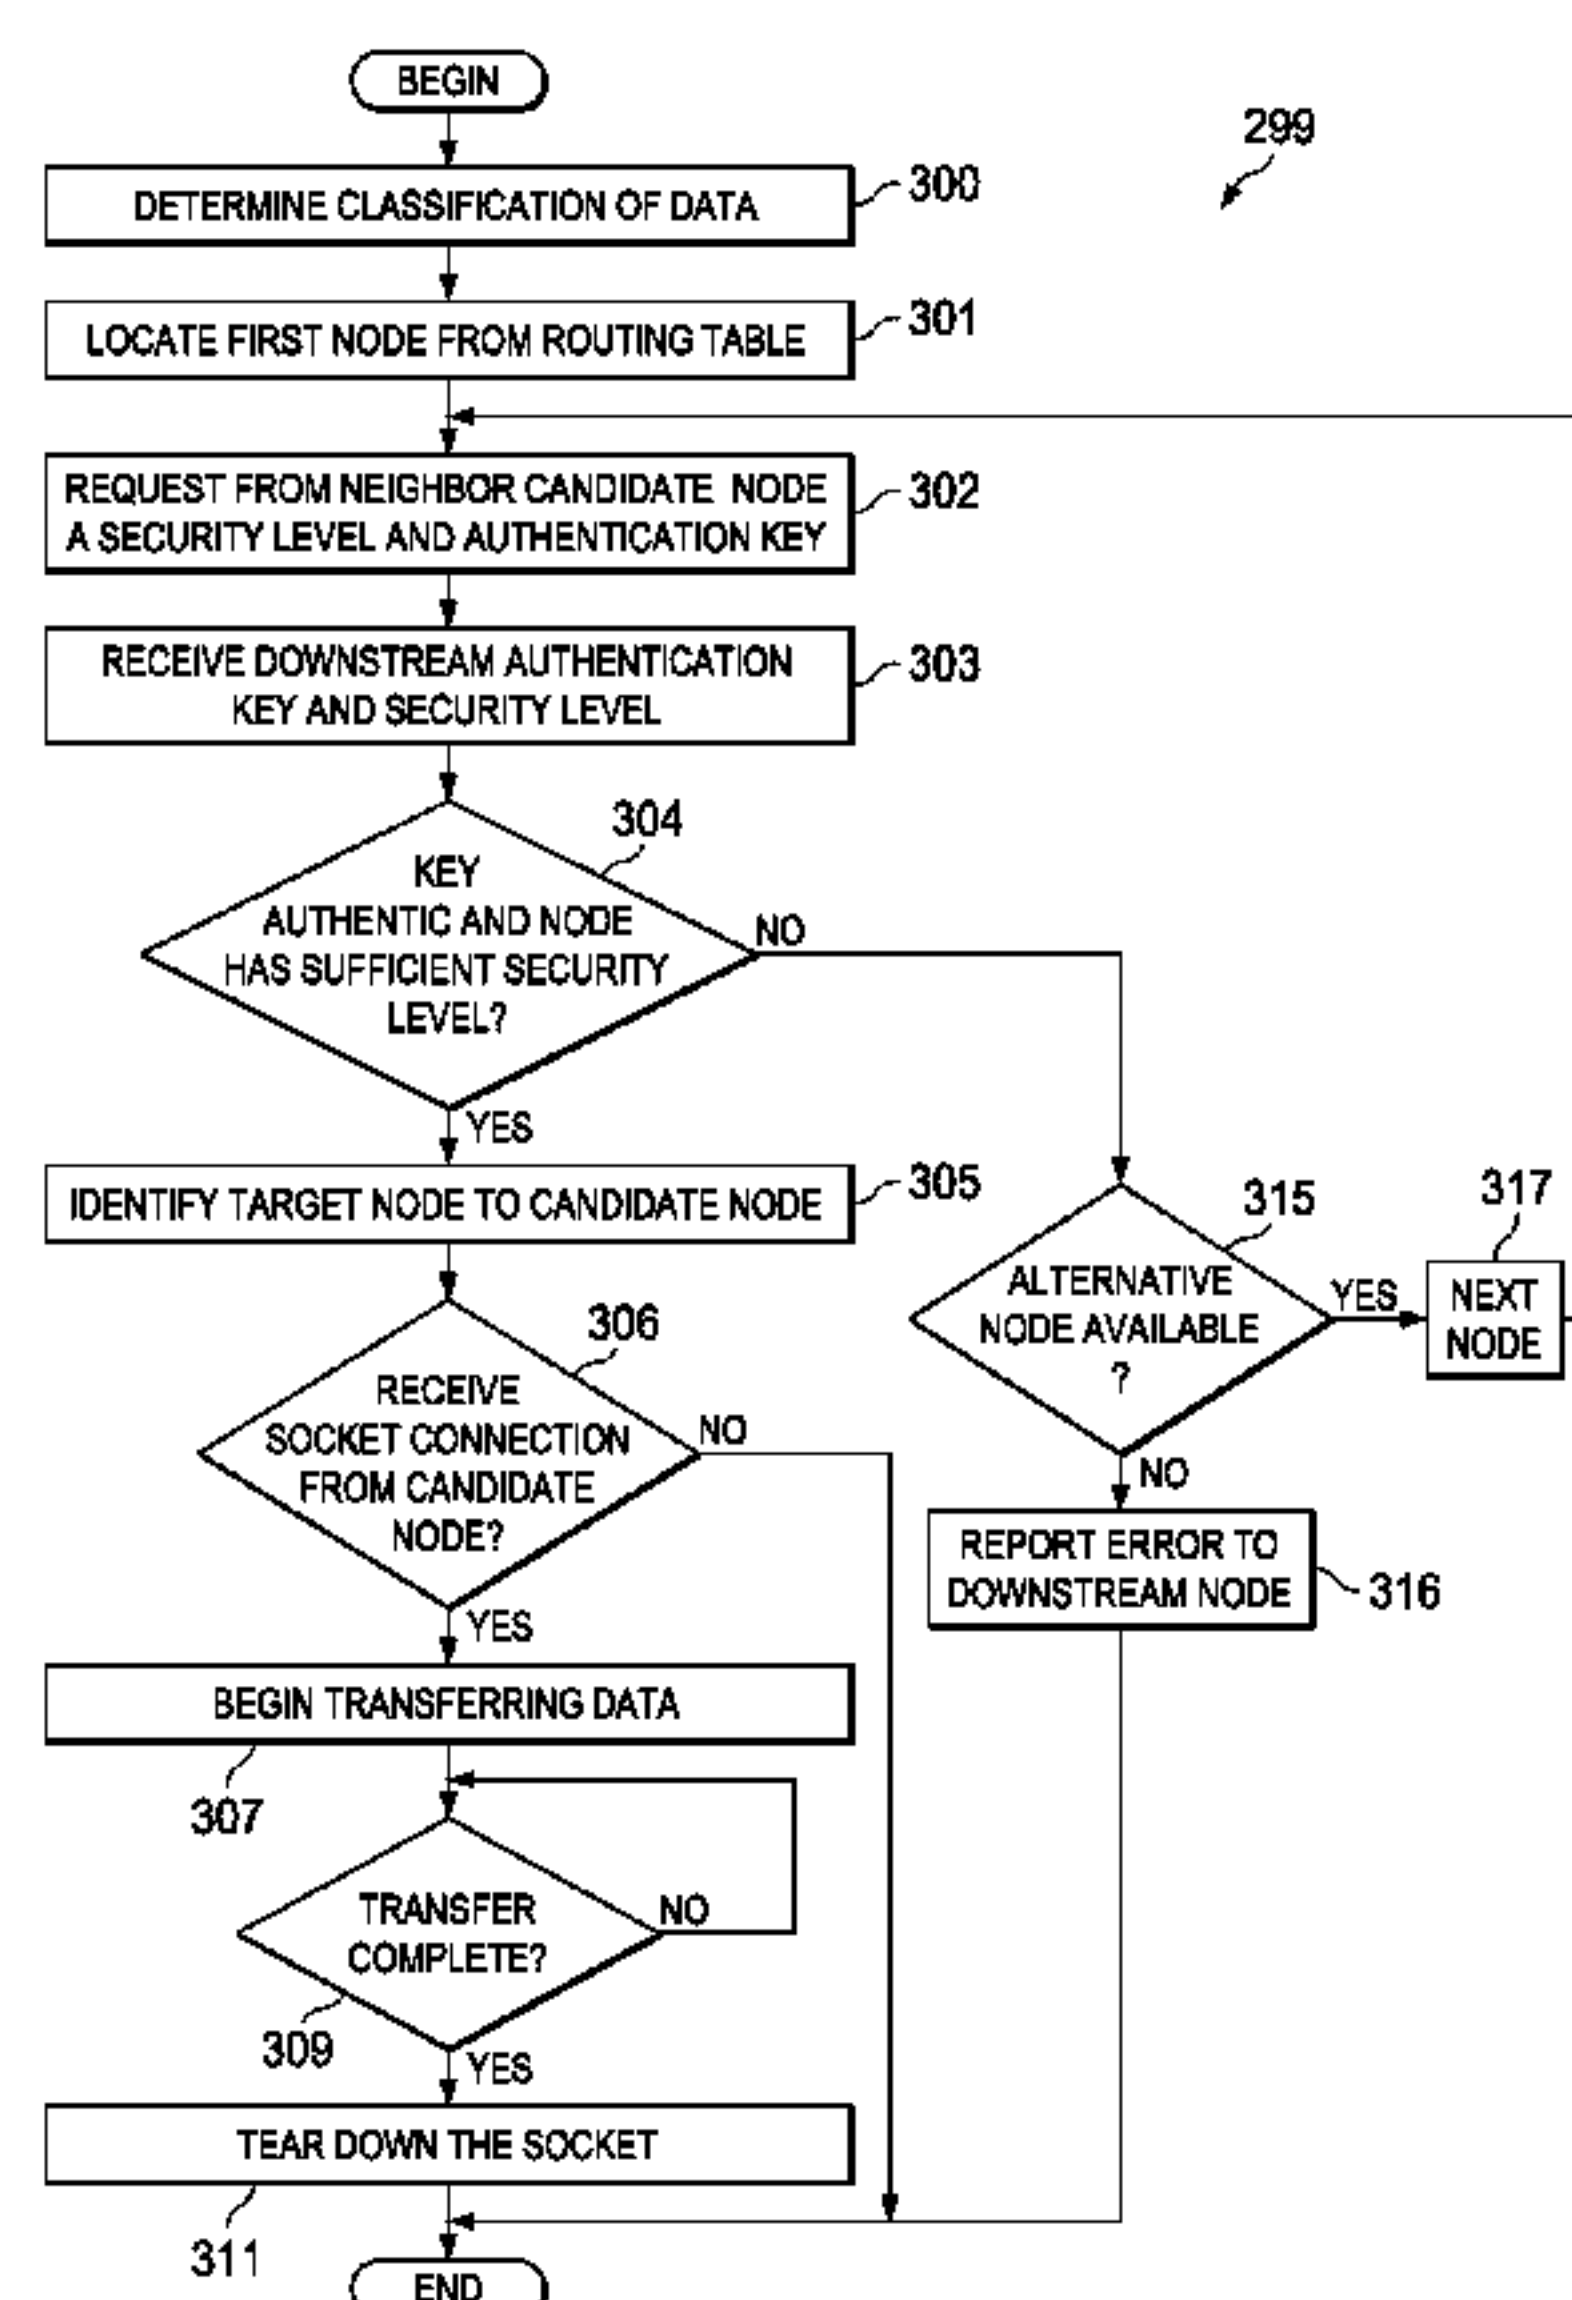 BEGIN
299
DETERMINE CLASSIFICATION OF DATA
300
LOCATE FIRST NODE FROM ROUTING TABLE
301
REQUEST FROM NEIGHBOR CANDIDATE NODE
A SECURITY LEVEL AND AUTHENTICATION KEY
302
RECEIVE DOWNSTREAM AUTHENTICATION
KEY AND SECURITY LEVEL
303
304
KEY
AUTHENTIC AND NODE
HAS SUFFICIENT SECURITY
LEVEL?
NO
YES
IDENTIFY TARGET NODE TO CANDIDATE NODE
305
306
RECEIVE
SOCKET CONNECTION
FROM CANDIDATE
NODE?
NO
YES
315
ALTERNATIVE
NODE AVAILABLE
?
YES
317
NEXT
NODE
NO
REPORT ERROR TO
DOWNSTREAM NODE
316
BEGIN TRANSFERRING DATA
307
TRANSFER
COMPLETE?
NO
309
YES
TEAR DOWN THE SOCKET
311
END